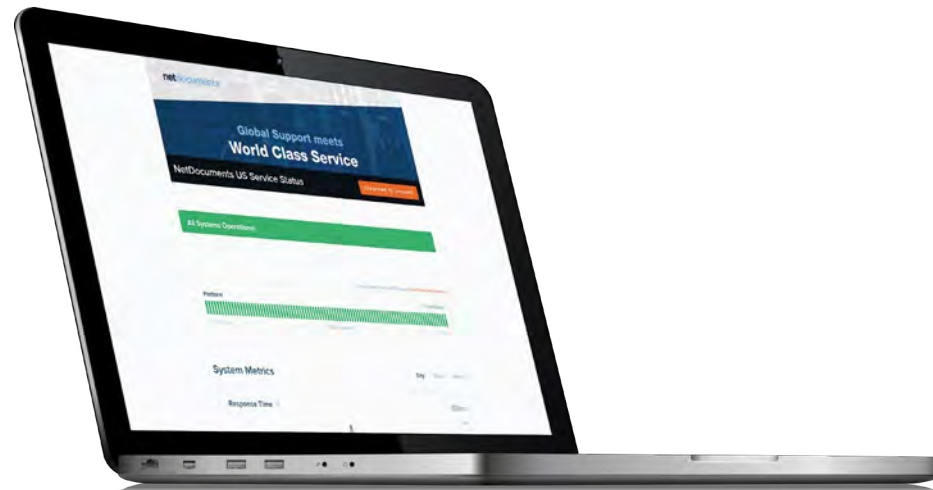 netdocuments
Global Support meets
World Class Service
NetDocuments US Service Status
All Systems Operational
Platform
System Metrics
Day
Response Time